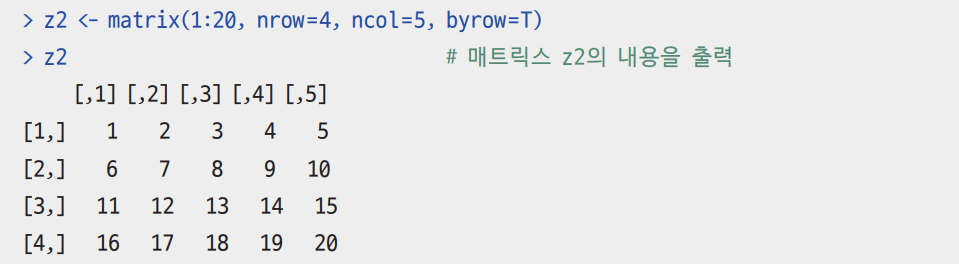 > z2 <- matrix(1:20, nrow=4, ncol=5, byrow=T)
> z2 # 매트릭스 z2의 내용을 출력
[,1] [,2] [,3] [,4] [,5]
[1,] 1 2 3 4 5
[2,] 6 7 8 9 10
[3,] 11 12 13 14 15
[4,] 16 17 18 19 20